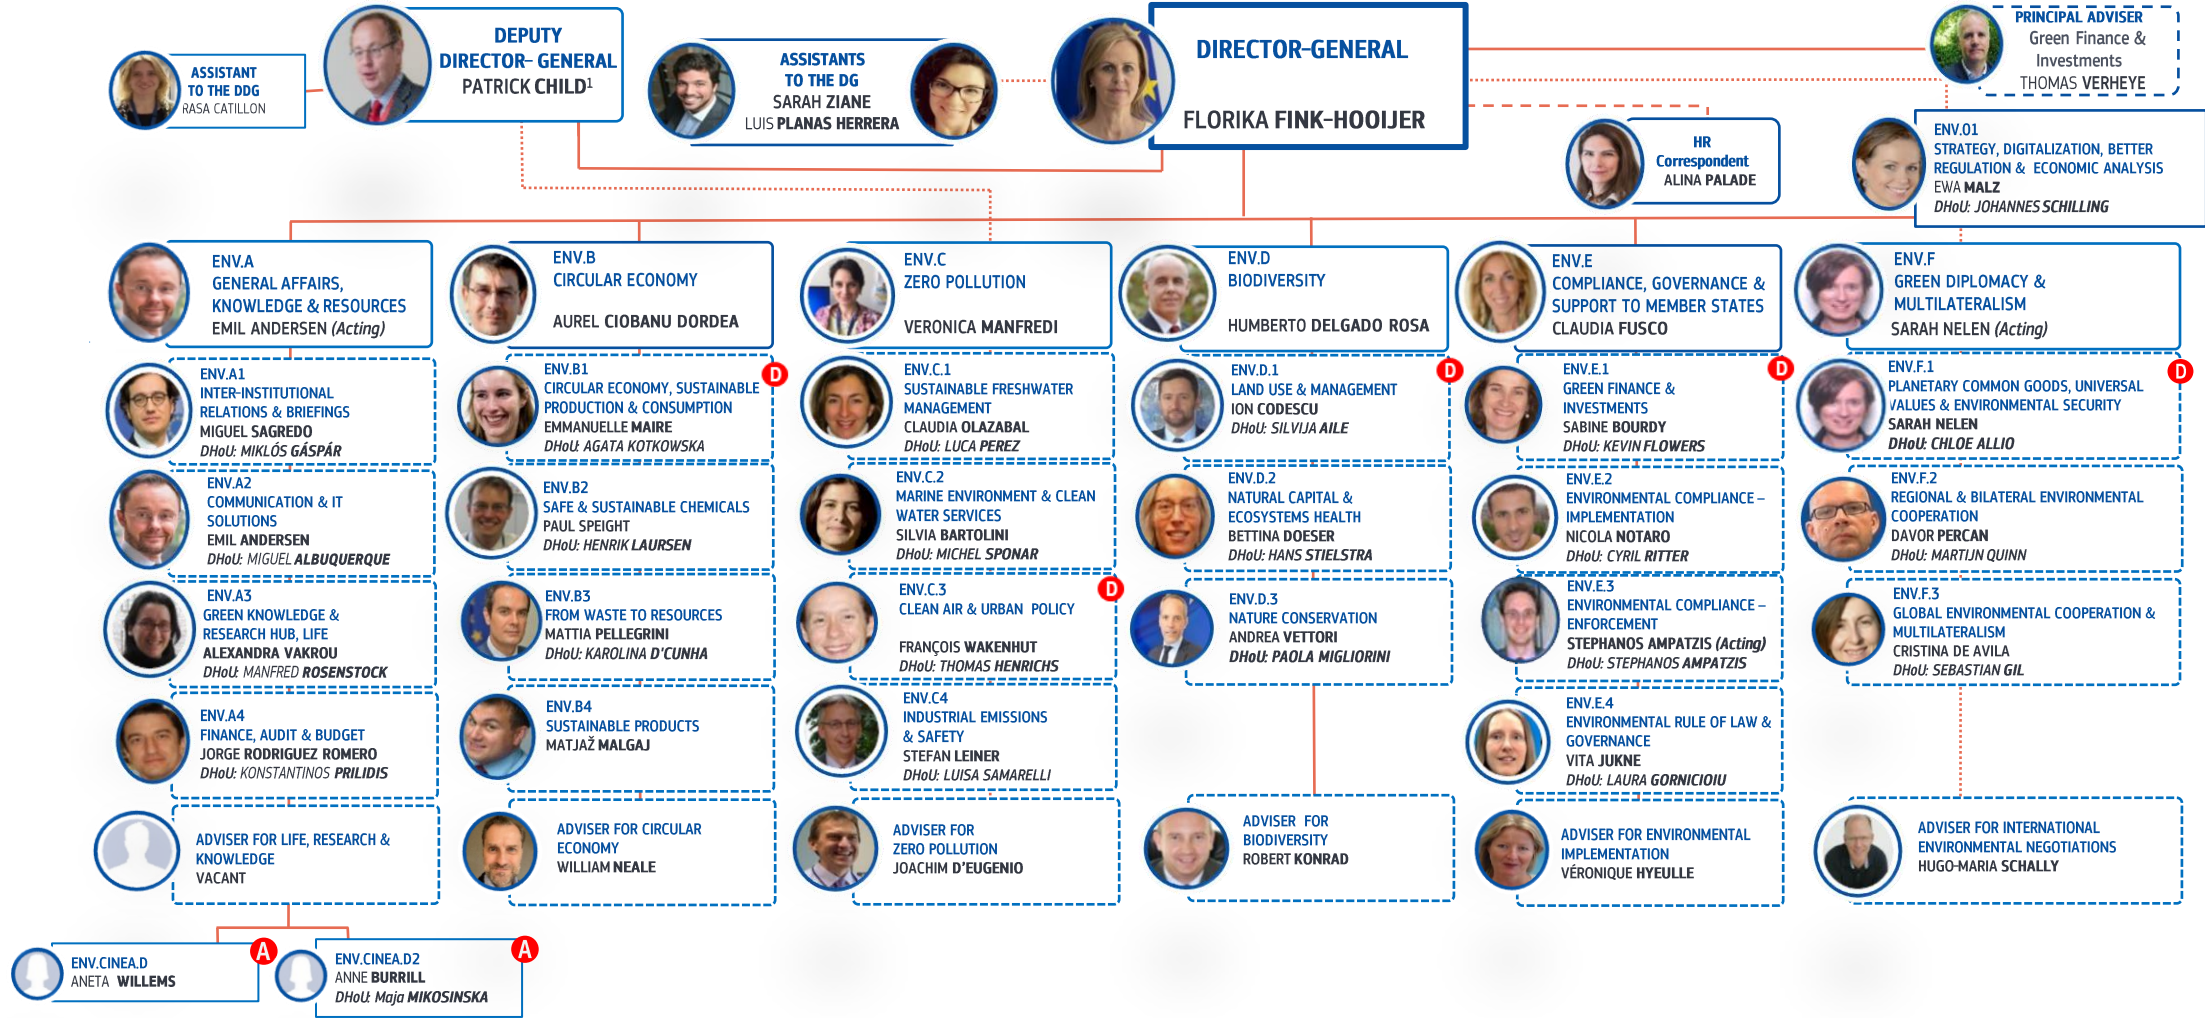 ASSISTANT
TO THE DDG
RASA CATILLON
DEPUTY
DIRECTOR- GENERAL
PATRICK CHILD¹
ASSISTANTS
TO THE DG
SARAH ZIANE
LUIS PLANAS HERRERA
DIRECTOR-GENERAL
FLORIKA FINK-HOOIJER
PRINCIPAL ADVISER
Green Finance &
Investments
THOMAS VERHEYE
HR
Correspondent
ALINA PALADE
ENV.01
STRATEGY, DIGITALIZATION, BETTER
REGULATION & ECONOMIC ANALYSIS
EWA MALZ
DHoU: JOHANNES SCHILLING
ENV.A
GENERAL AFFAIRS,
KNOWLEDGE & RESOURCES
EMIL ANDERSEN (Acting)
ENV.A1
INTER-INSTITUTIONAL
RELATIONS & BRIEFINGS
MIGUEL SAGREDO
DHoU: MIKLÓS GÁSPÁR
ENV.A2
COMMUNICATION & IT
SOLUTIONS
EMIL ANDERSEN
DHoU: MIGUEL ALBUQUERQUE
ENV.A3
GREEN KNOWLEDGE &
RESEARCH HUB, LIFE
ALEXANDRA VAKROU
DHoU: MANFRED ROSENSTOCK
ENV.A4
FINANCE, AUDIT & BUDGET
JORGE RODRIGUEZ ROMERO
DHoU: KONSTANTINOS PRILIDIS
ADVISER FOR LIFE, RESEARCH &
KNOWLEDGE
VACANT
ENV.CINEA.D
ANETA WILLEMS
A
ENV.CINEA.D2
ANNE BURRILL
DHoU: Maja MIKOSINSKA
A
ENV.B
CIRCULAR ECONOMY
AUREL CIOBANU DORDEA
ENV.B1
CIRCULAR ECONOMY, SUSTAINABLE
PRODUCTION & CONSUMPTION
EMMANUELLE MAIRE
DHoU: AGATA KOTKOWSKA
D
ENV.B2
SAFE & SUSTAINABLE CHEMICALS
PAUL SPEIGHT
DHoU: HENRIK LAURSEN
ENV.B3
FROM WASTE TO RESOURCES
MATTIA PELLEGRINI
DHoU: KAROLINA D'CUNHA
ENV.B4
SUSTAINABLE PRODUCTS
MATJAŽ MALGAJ
ADVISER FOR CIRCULAR
ECONOMY
WILLIAM NEALE
ENV.C
ZERO POLLUTION
VERONICA MANFREDI
ENV.C.1
SUSTAINABLE FRESHWATER
MANAGEMENT
CLAUDIA OLAZABAL
DHoU: LUCA PEREZ
ENV.C.2
MARINE ENVIRONMENT & CLEAN
WATER SERVICES
SILVIA BARTOLINI
DHoU: MICHEL SPONAR
ENV.C.3
CLEAN AIR & URBAN POLICY
FRANÇOIS WAKENHUT
DHoU: THOMAS HENRICHS
D
ENV.C4
INDUSTRIAL EMISSIONS
& SAFETY
STEFAN LEINER
DHoU: LUISA SAMARELLI
ADVISER FOR
ZERO POLLUTION
JOACHIM D'EUGENIO
ENV.D
BIODIVERSITY
HUMBERTO DELGADO ROSA
ENV.D.1
LAND USE & MANAGEMENT
ION CODESCU
DHoU: SILVIJA AILE
D
ENV.D.2
NATURAL CAPITAL &
ECOSYSTEMS HEALTH
BETTINA DOESER
DHoU: HANS STIELSTRA
ENV.D.3
NATURE CONSERVATION
ANDREA VETTORI
DHoU: PAOLA MIGLIORINI
ADVISER FOR
BIODIVERSITY
ROBERT KONRAD
ENV.E
COMPLIANCE, GOVERNANCE &
SUPPORT TO MEMBER STATES
CLAUDIA FUSCO
ENV.E.1
GREEN FINANCE &
INVESTMENTS
SABINE BOURDY
DHoU: KEVIN FLOWERS
D
ENV.E.2
ENVIRONMENTAL COMPLIANCE –
IMPLEMENTATION
NICOLA NOTARO
DHoU: CYRIL RITTER
ENV.E.3
ENVIRONMENTAL COMPLIANCE –
ENFORCEMENT
STEPHANOS AMPATZIS (Acting)
DHoU: STEPHANOS AMPATZIS
ENV.E.4
ENVIRONMENTAL RULE OF LAW &
GOVERNANCE
VITA JUKNE
DHoU: LAURA GORNICIOIU
ADVISER FOR ENVIRONMENTAL
IMPLEMENTATION
VÉRONIQUE HYEULLE
ENV.F
GREEN DIPLOMACY &
MULTILATERALISM
SARAH NELEN (Acting)
ENV.F.1
PLANETARY COMMON GOODS, UNIVERSAL
VALUES & ENVIRONMENTAL SECURITY
SARAH NELEN
DHoU: CHLOE ALLIO
D
ENV.F.2
REGIONAL & BILATERAL ENVIRONMENTAL
COOPERATION
DAVOR PERCAN
DHoU: MARTIJN QUINN
ENV.F.3
GLOBAL ENVIRONMENTAL COOPERATION &
MULTILATERALISM
CRISTINA DE AVILA
DHoU: SEBASTIAN GIL
ADVISER FOR INTERNATIONAL
ENVIRONMENTAL NEGOTIATIONS
HUGO-MARIA SCHALLY